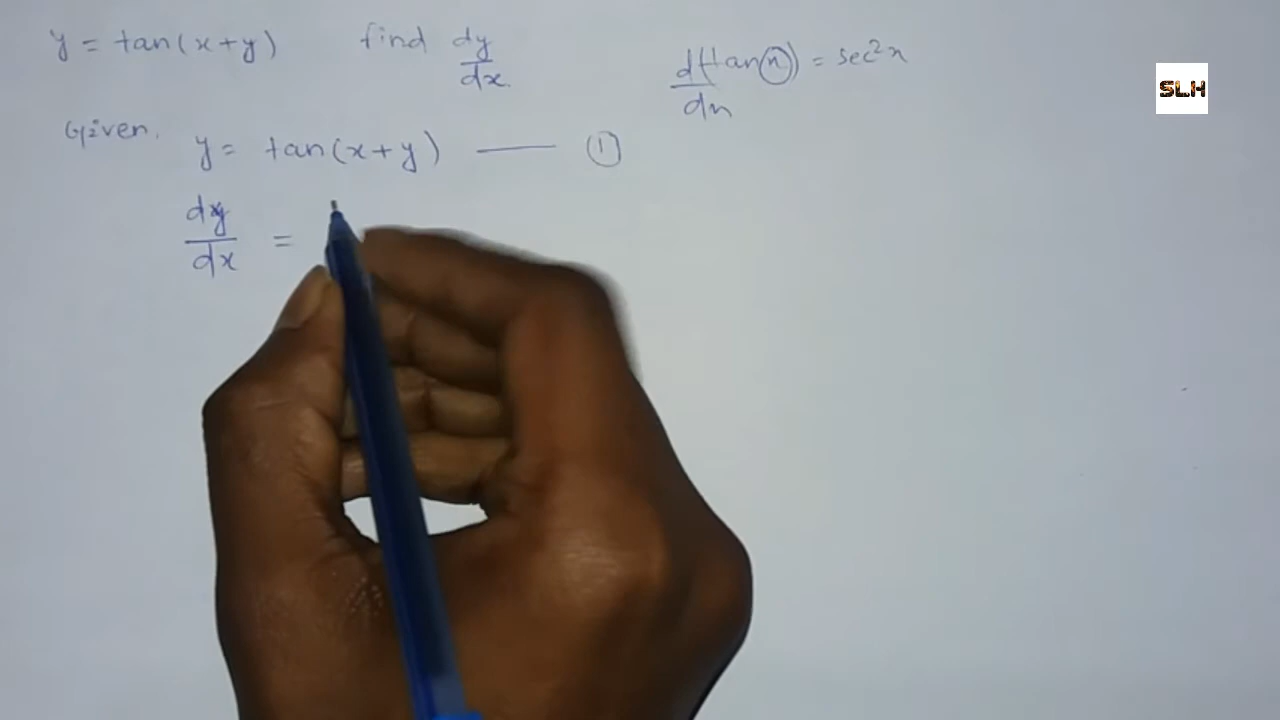 y = tan(x+y) find dy/dx
d(tan(x))/dx = sec²x
SLH
Given,
y = tan(x+y) —— ①
dy/dx =